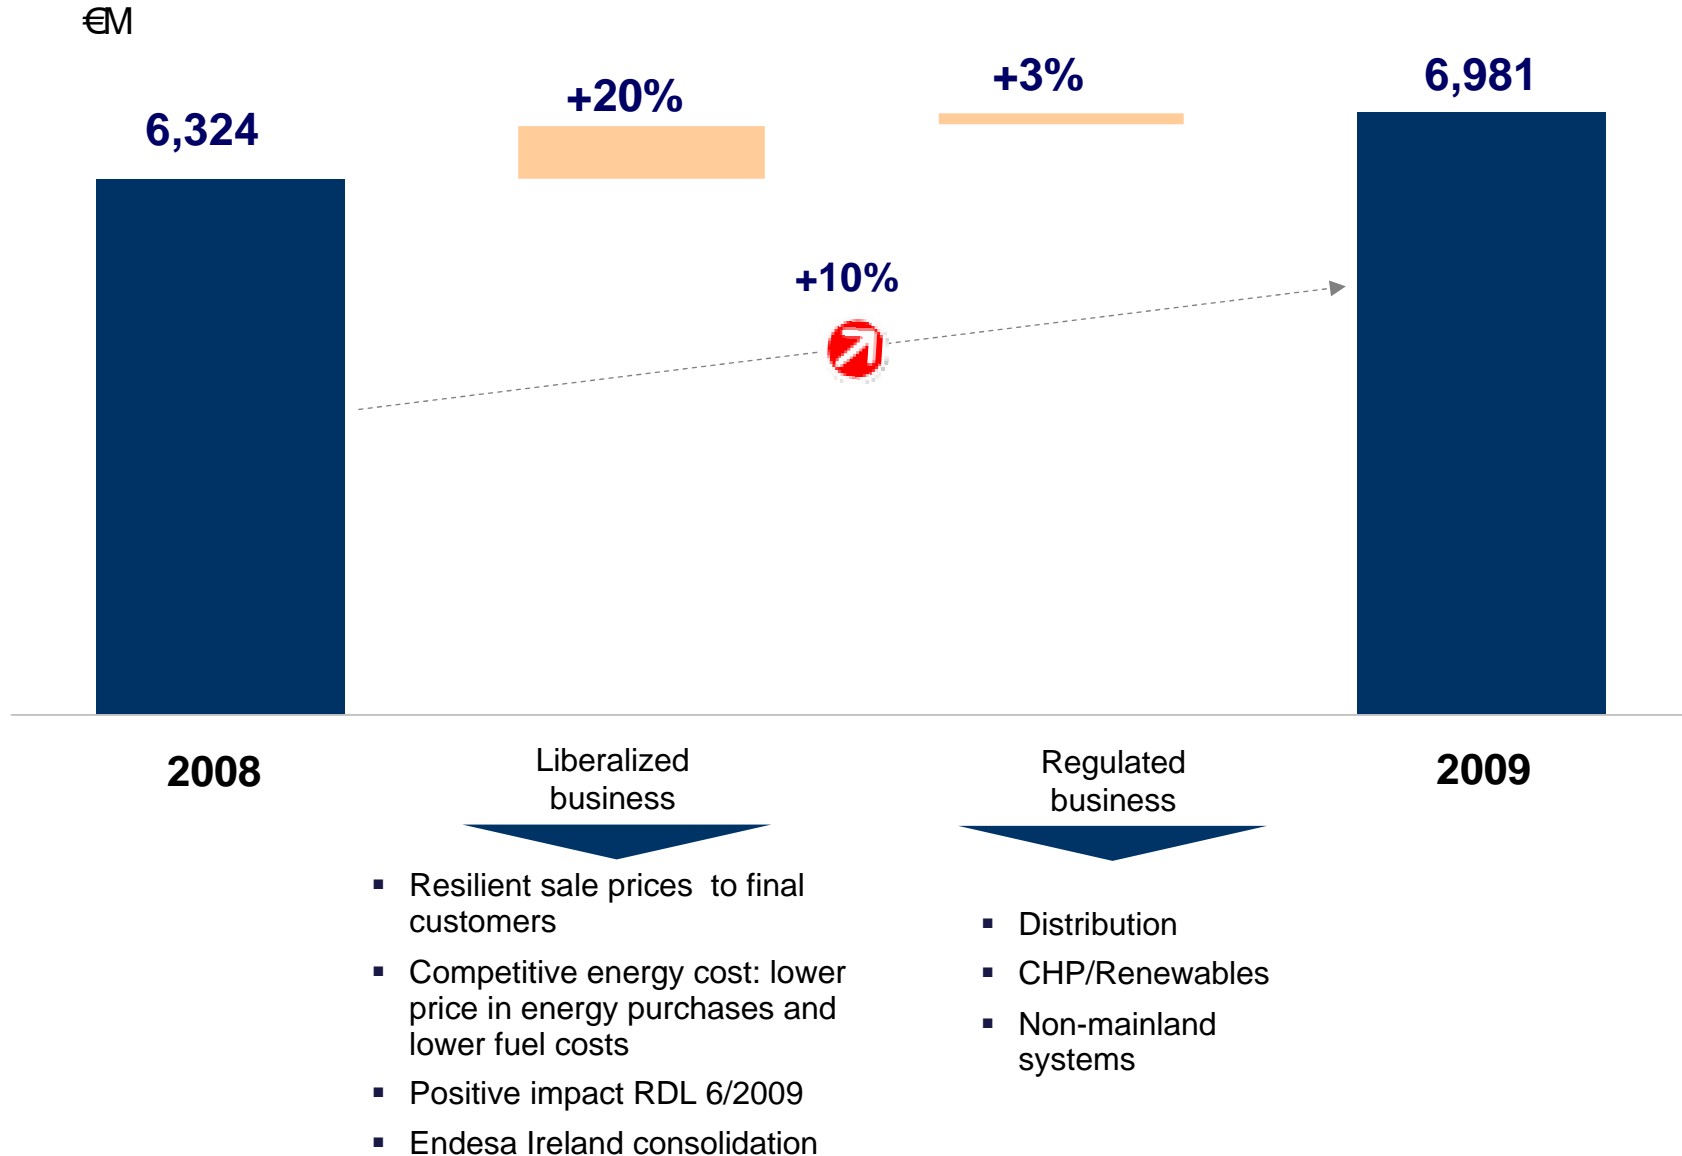 €M
6,324
+20%
+3%
6,981
+10%
2008
Liberalized
business
Regulated
business
2009
▪ Resilient sale prices  to final
customers
▪ Competitive energy cost: lower
price in energy purchases and
lower fuel costs
▪ Positive impact RDL 6/2009
▪ Endesa Ireland consolidation
▪ Distribution
▪ CHP/Renewables
▪ Non-mainland
systems